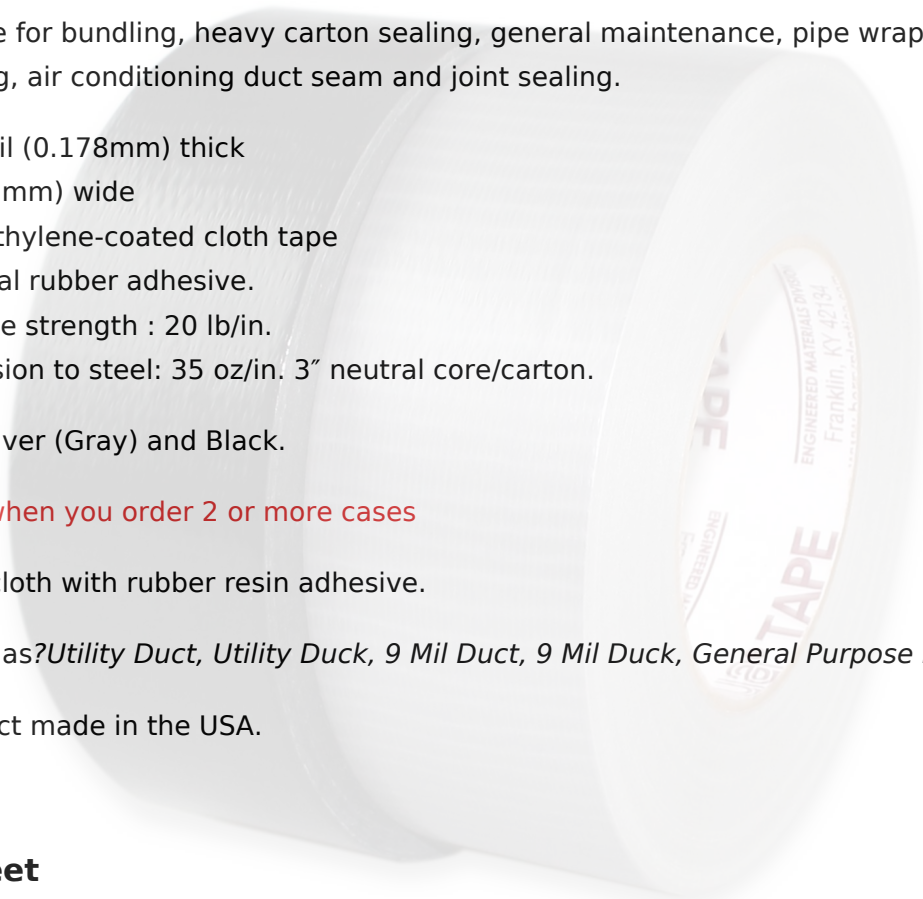 e for bundling, heavy carton sealing, general maintenance, pipe wrap
g, air conditioning duct seam and joint sealing.
il (0.178mm) thick
mm) wide
thylene-coated cloth tape
al rubber adhesive.
e strength : 20 lb/in.
sion to steel: 35 oz/in. 3″ neutral core/carton.
ver (Gray) and Black.
when you order 2 or more cases
cloth with rubber resin adhesive.
as?Utility Duct, Utility Duck, 9 Mil Duct, 9 Mil Duck, General Purpose
ct made in the USA.
eet
APE
ENGINEERED MATERIALS DIVISION
Franklin, KY 42134
ENGINEERED
TAPE